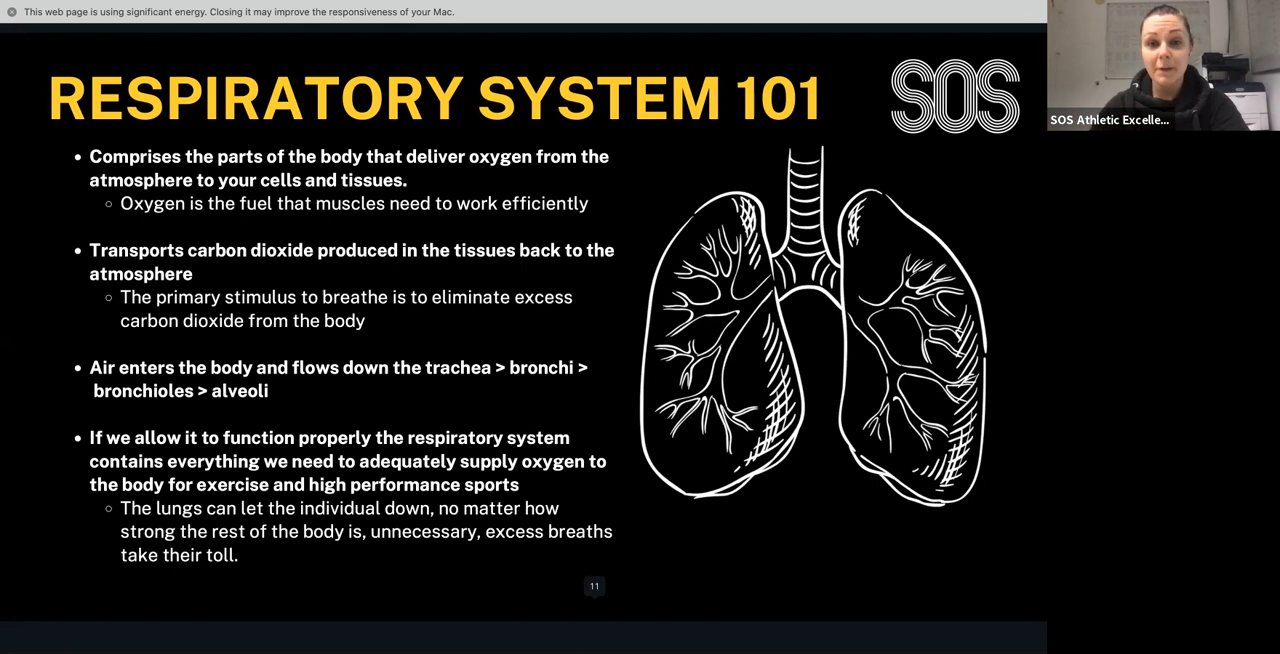 This web page is using significant energy. Closing it may improve the responsiveness of your Mac.
RESPIRATORY SYSTEM 101
SOS
SOS Athletic Excelle...
• Comprises the parts of the body that deliver oxygen from the
atmosphere to your cells and tissues.
○ Oxygen is the fuel that muscles need to work efficiently
• Transports carbon dioxide produced in the tissues back to the
atmosphere
○ The primary stimulus to breathe is to eliminate excess
carbon dioxide from the body
• Air enters the body and flows down the trachea > bronchi >
bronchioles > alveoli
• If we allow it to function properly the respiratory system
contains everything we need to adequately supply oxygen to
the body for exercise and high performance sports
○ The lungs can let the individual down, no matter how
strong the rest of the body is, unnecessary, excess breaths
take their toll.
11